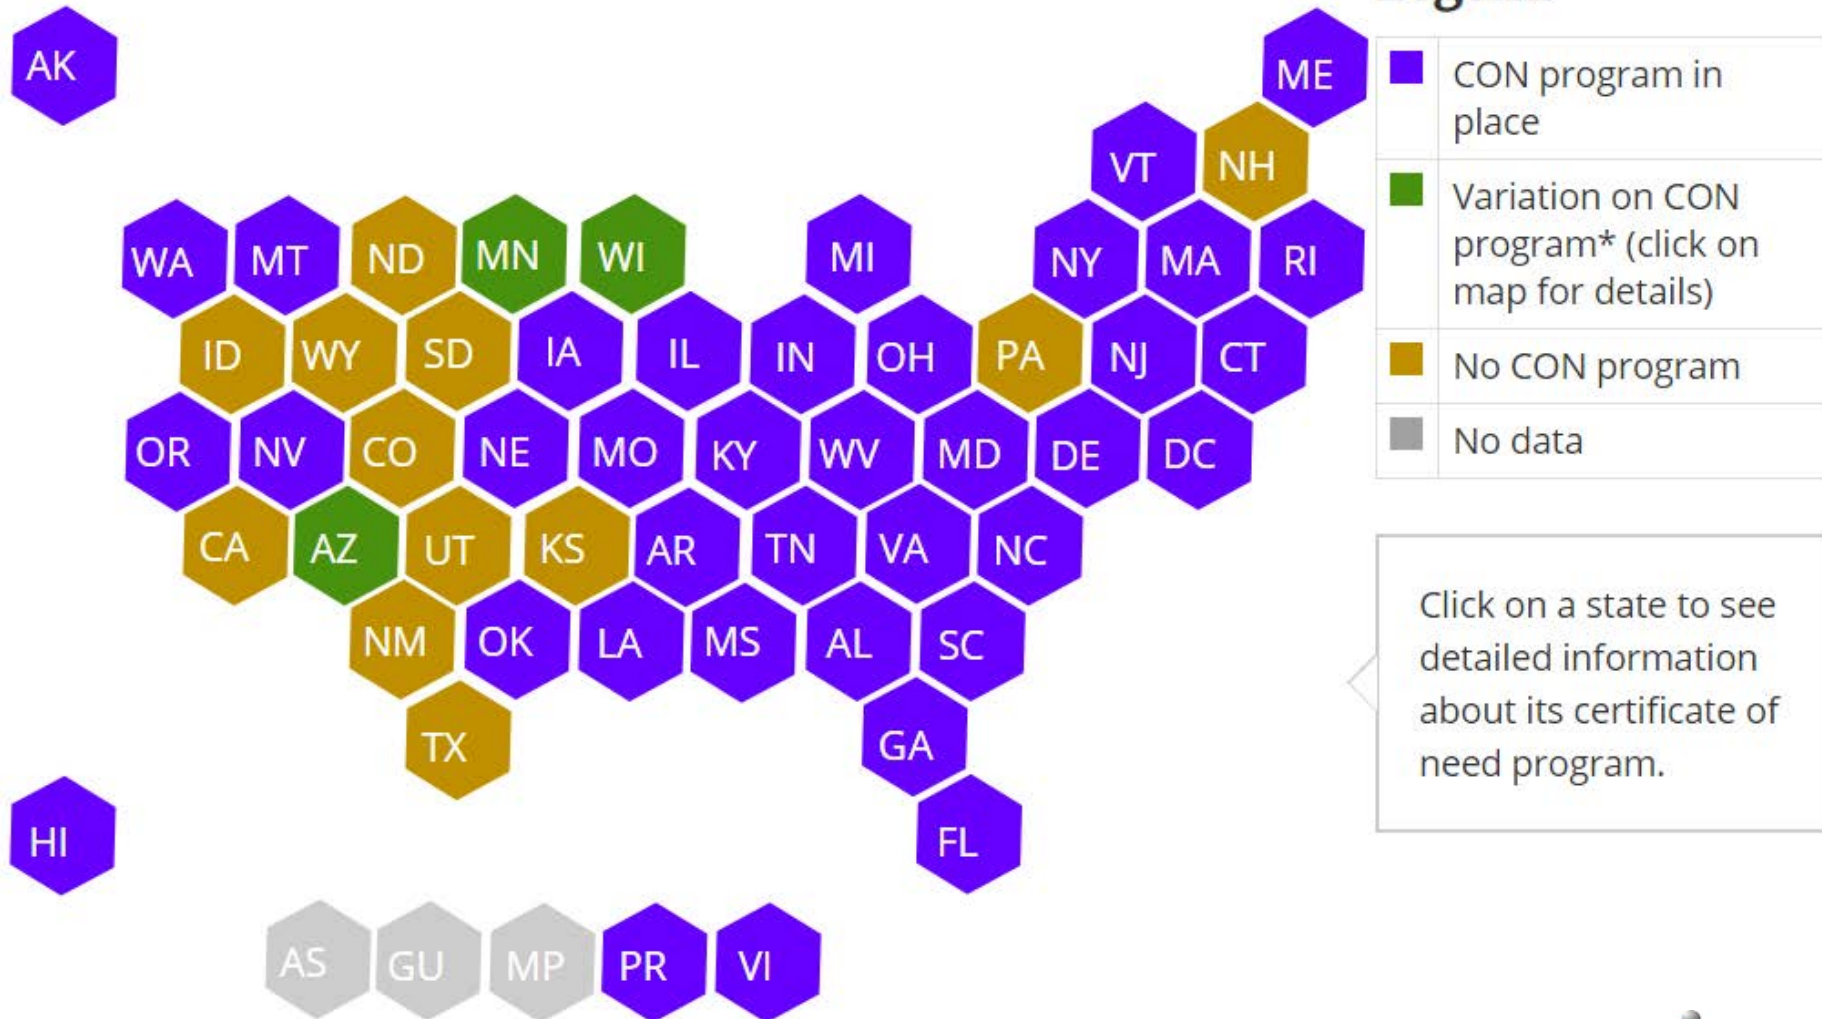 AK
ME
VT
NH
WA
MT
ND
MN
WI
MI
NY
MA
RI
ID
WY
SD
IA
IL
IN
OH
PA
NJ
CT
OR
NV
CO
NE
MO
KY
WV
MD
DE
DC
CA
AZ
UT
KS
AR
TN
VA
NC
NM
OK
LA
MS
AL
SC
TX
GA
HI
FL
AS
GU
MP
PR
VI
CON program in
place
Variation on CON
program* (click on
map for details)
No CON program
No data
Click on a state to see
detailed information
about its certificate of
need program.